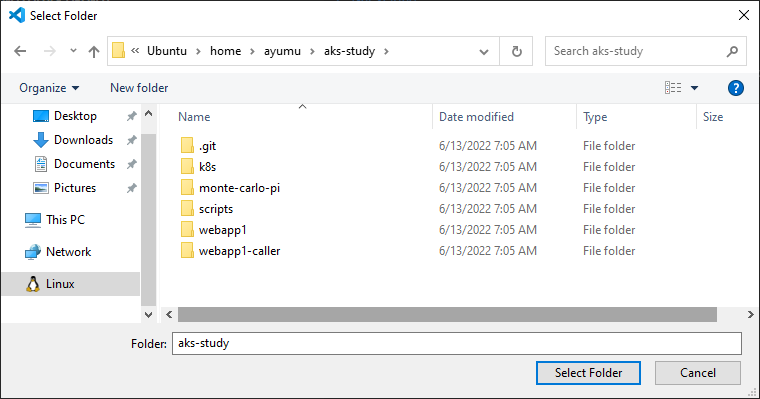 Select Folder
« Ubuntu › home › ayumu › aks-study ›
Search aks-study
Organize
New folder
?
Desktop
Downloads
Documents
Pictures
This PC
Network
Linux
Name Date modified Type Size
.git 6/13/2022 7:05 AM File folder
k8s 6/13/2022 7:05 AM File folder
monte-carlo-pi 6/13/2022 7:05 AM File folder
scripts 6/13/2022 7:05 AM File folder
webapp1 6/13/2022 7:05 AM File folder
webapp1-caller 6/13/2022 7:05 AM File folder
Folder: aks-study
Select Folder
Cancel